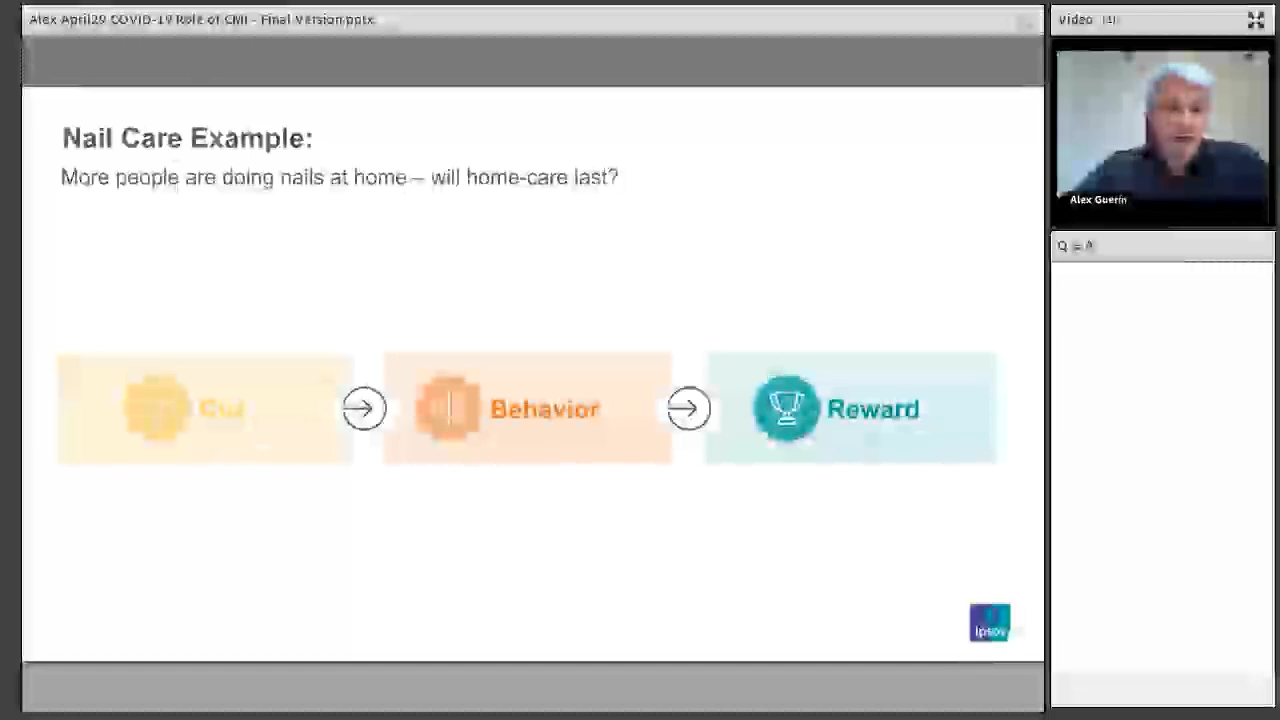 Alex April29 COVID-19 Role of CMI - Final Version.pptx
Video (1)
Alex Guerin
Q = A
Nail Care Example:
More people are doing nails at home – will home-care last?
Behavior
Reward
Ipsos